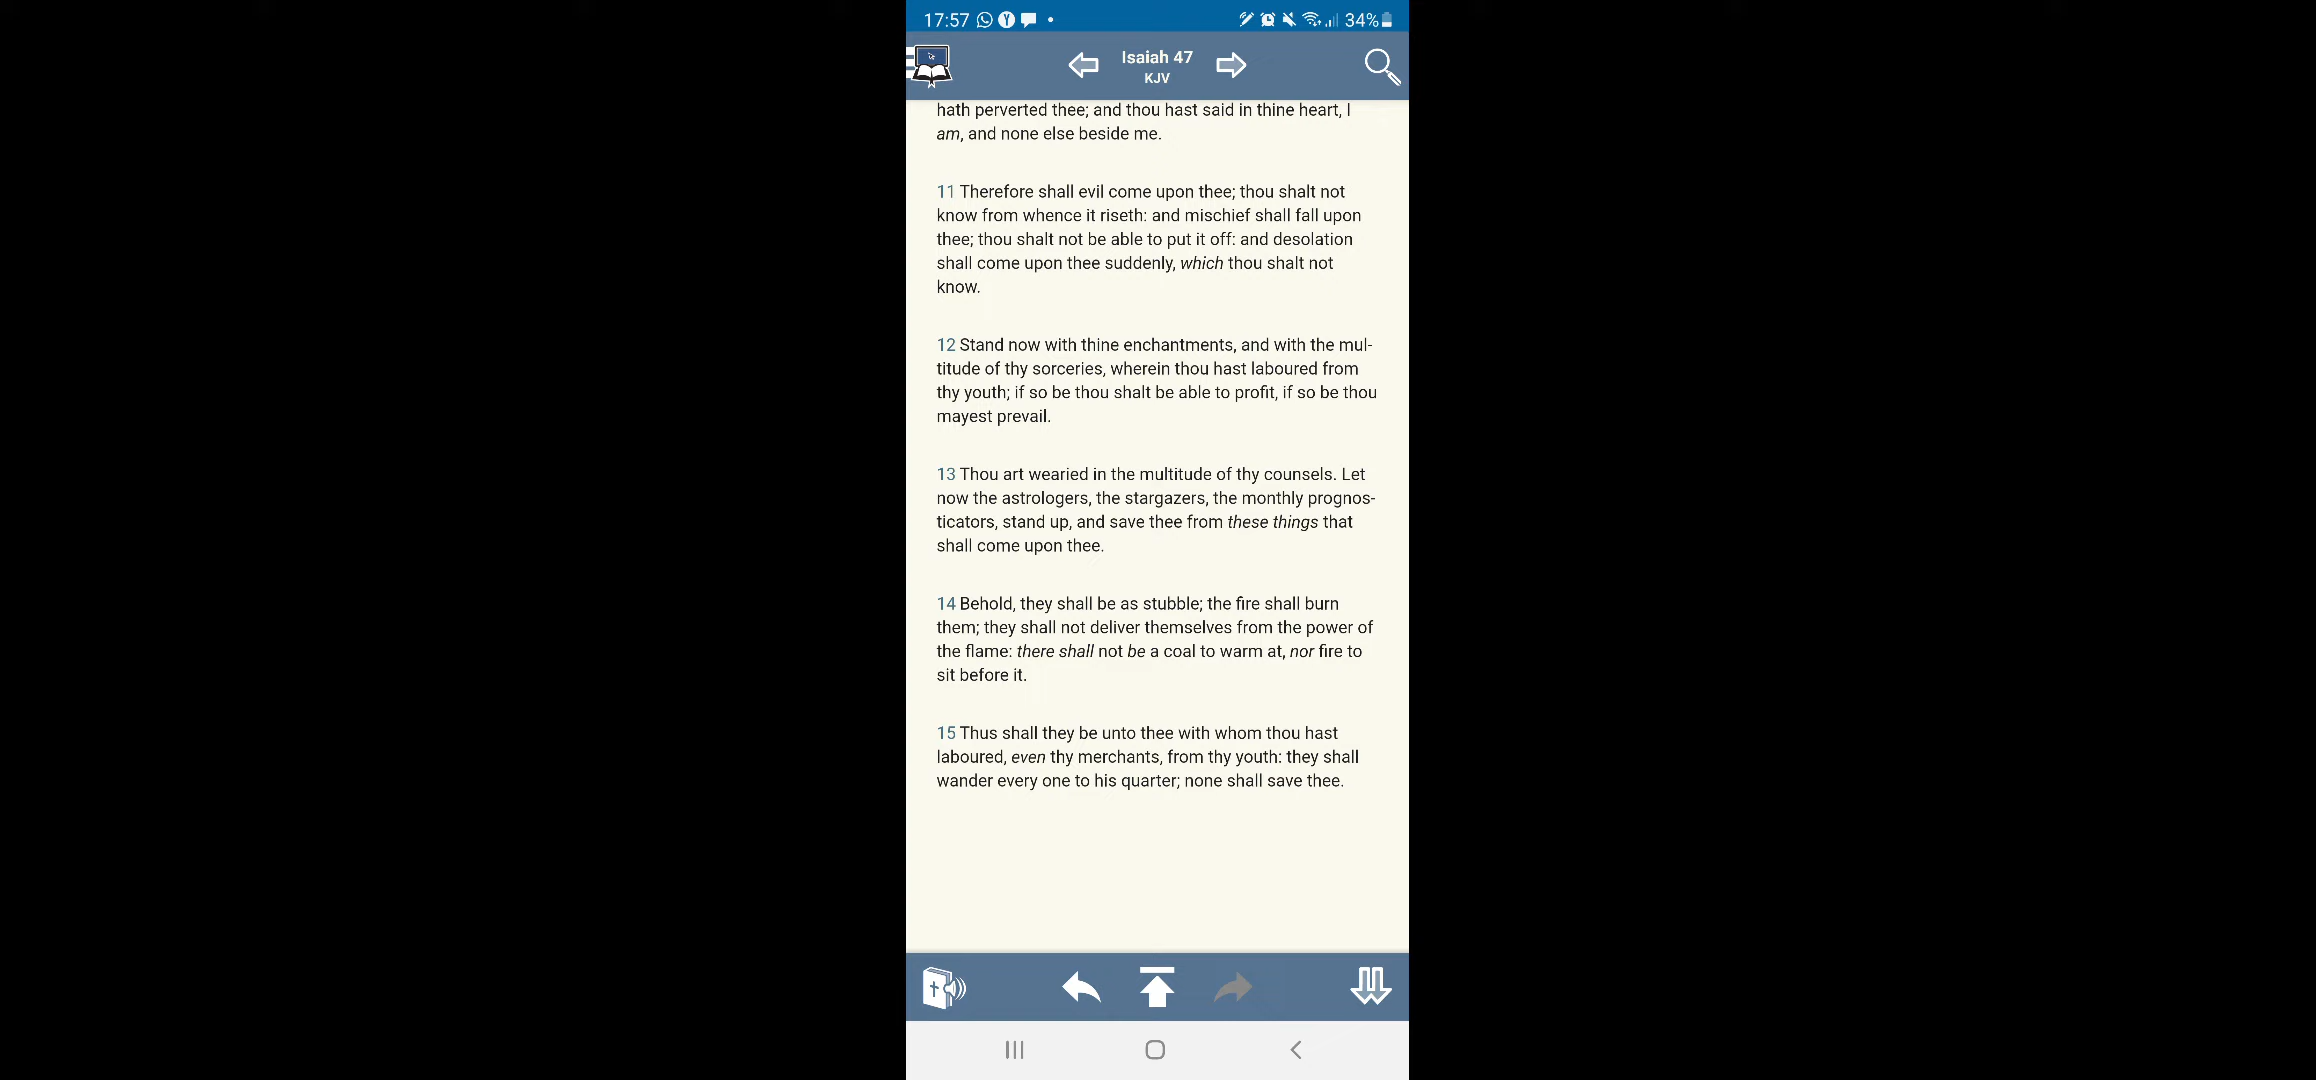 17:57
34%
Isaiah 47
KJV
hath perverted thee; and thou hast said in thine heart, I
am, and none else beside me.
11 Therefore shall evil come upon thee; thou shalt not
know from whence it riseth: and mischief shall fall upon
thee; thou shalt not be able to put it off: and desolation
shall come upon thee suddenly, which thou shalt not
know.
12 Stand now with thine enchantments, and with the mul-
titude of thy sorceries, wherein thou hast laboured from
thy youth; if so be thou shalt be able to profit, if so be thou
mayest prevail.
13 Thou art wearied in the multitude of thy counsels. Let
now the astrologers, the stargazers, the monthly prognos-
ticators, stand up, and save thee from these things that
shall come upon thee.
14 Behold, they shall be as stubble; the fire shall burn
them; they shall not deliver themselves from the power of
the flame: there shall not be a coal to warm at, nor fire to
sit before it.
15 Thus shall they be unto thee with whom thou hast
laboured, even thy merchants, from thy youth: they shall
wander every one to his quarter; none shall save thee.